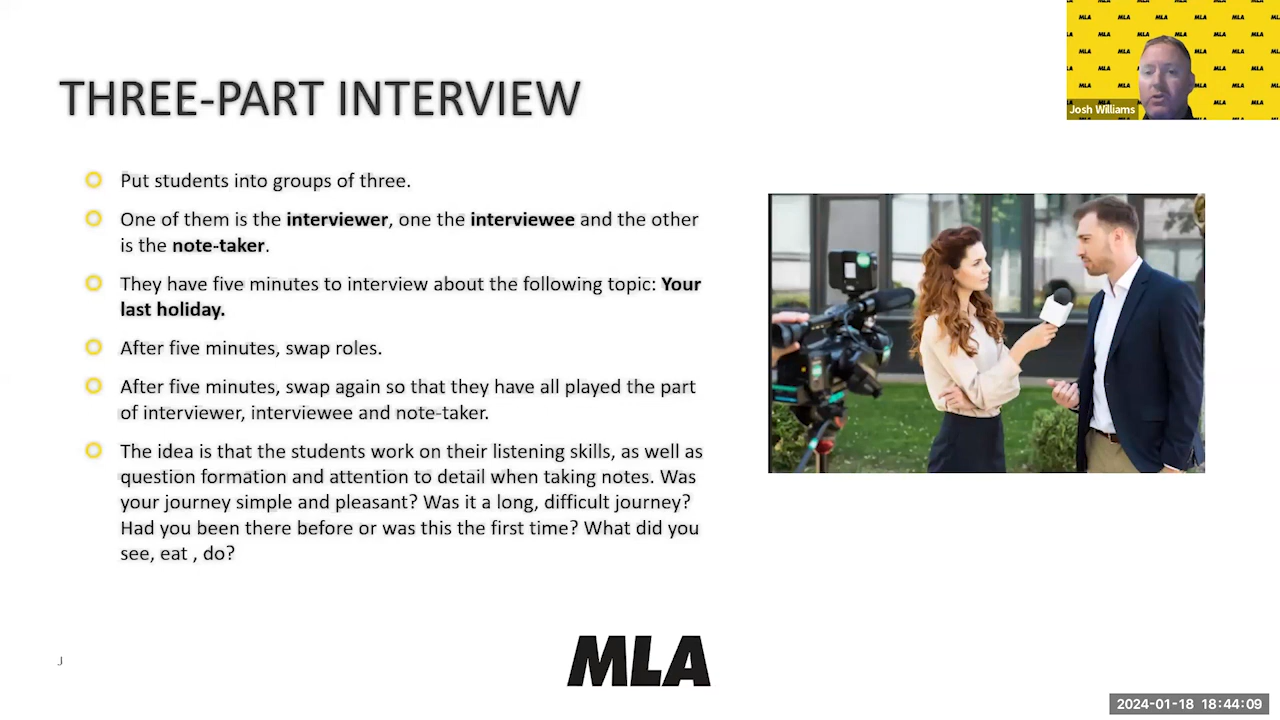 THREE-PART INTERVIEW
Put students into groups of three.
One of them is the interviewer, one the interviewee and the other
is the note-taker.
They have five minutes to interview about the following topic: Your
last holiday.
After five minutes, swap roles.
After five minutes, swap again so that they have all played the part
of interviewer, interviewee and note-taker.
The idea is that the students work on their listening skills, as well as
question formation and attention to detail when taking notes. Was
your journey simple and pleasant? Was it a long, difficult journey?
Had you been there before or was this the first time? What did you
see, eat , do?
MLA
Josh Williams
2024-01-18 18:44:09